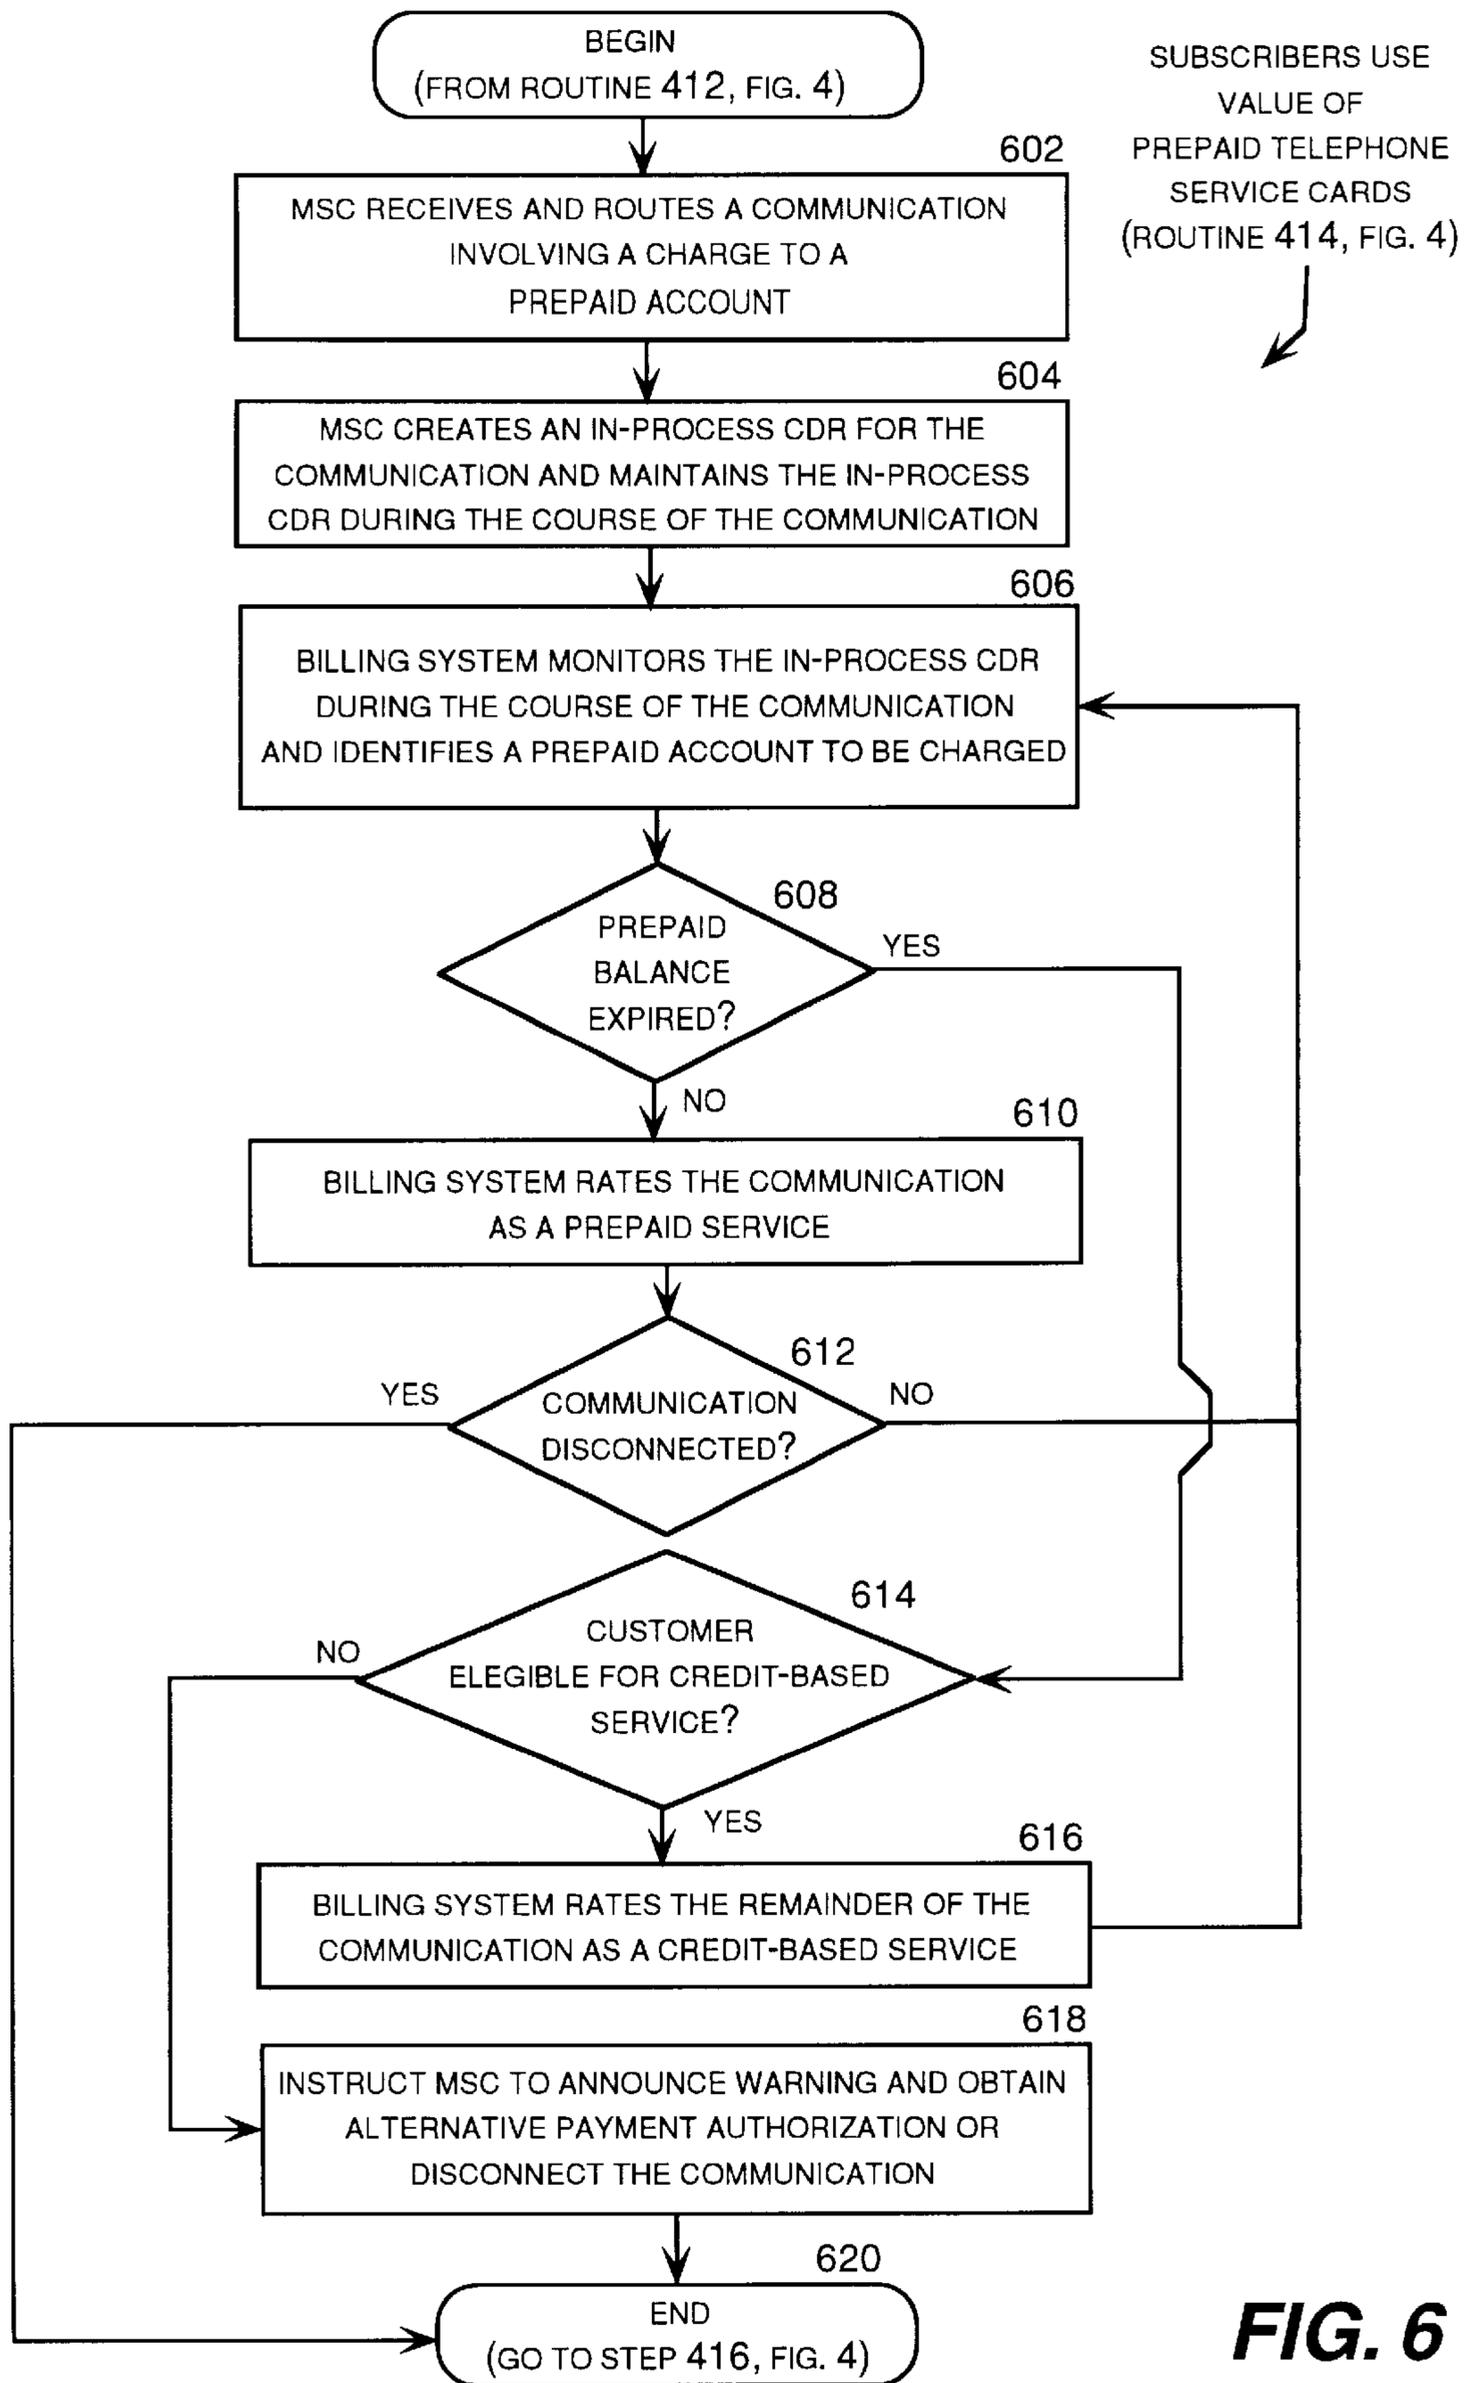 BEGIN
(FROM ROUTINE 412, FIG. 4)
SUBSCRIBERS USE
VALUE OF
PREPAID TELEPHONE
SERVICE CARDS
(ROUTINE 414, FIG. 4)
602
MSC RECEIVES AND ROUTES A COMMUNICATION
INVOLVING A CHARGE TO A
PREPAID ACCOUNT
604
MSC CREATES AN IN-PROCESS CDR FOR THE
COMMUNICATION AND MAINTAINS THE IN-PROCESS
CDR DURING THE COURSE OF THE COMMUNICATION
606
BILLING SYSTEM MONITORS THE IN-PROCESS CDR
DURING THE COURSE OF THE COMMUNICATION
AND IDENTIFIES A PREPAID ACCOUNT TO BE CHARGED
608
PREPAID
BALANCE
EXPIRED?
YES
NO
610
BILLING SYSTEM RATES THE COMMUNICATION
AS A PREPAID SERVICE
612
YES
COMMUNICATION
DISCONNECTED?
NO
614
NO
CUSTOMER
ELEGIBLE FOR CREDIT-BASED
SERVICE?
YES
616
BILLING SYSTEM RATES THE REMAINDER OF THE
COMMUNICATION AS A CREDIT-BASED SERVICE
618
INSTRUCT MSC TO ANNOUNCE WARNING AND OBTAIN
ALTERNATIVE PAYMENT AUTHORIZATION OR
DISCONNECT THE COMMUNICATION
620
END
(GO TO STEP 416, FIG. 4)
FIG. 6